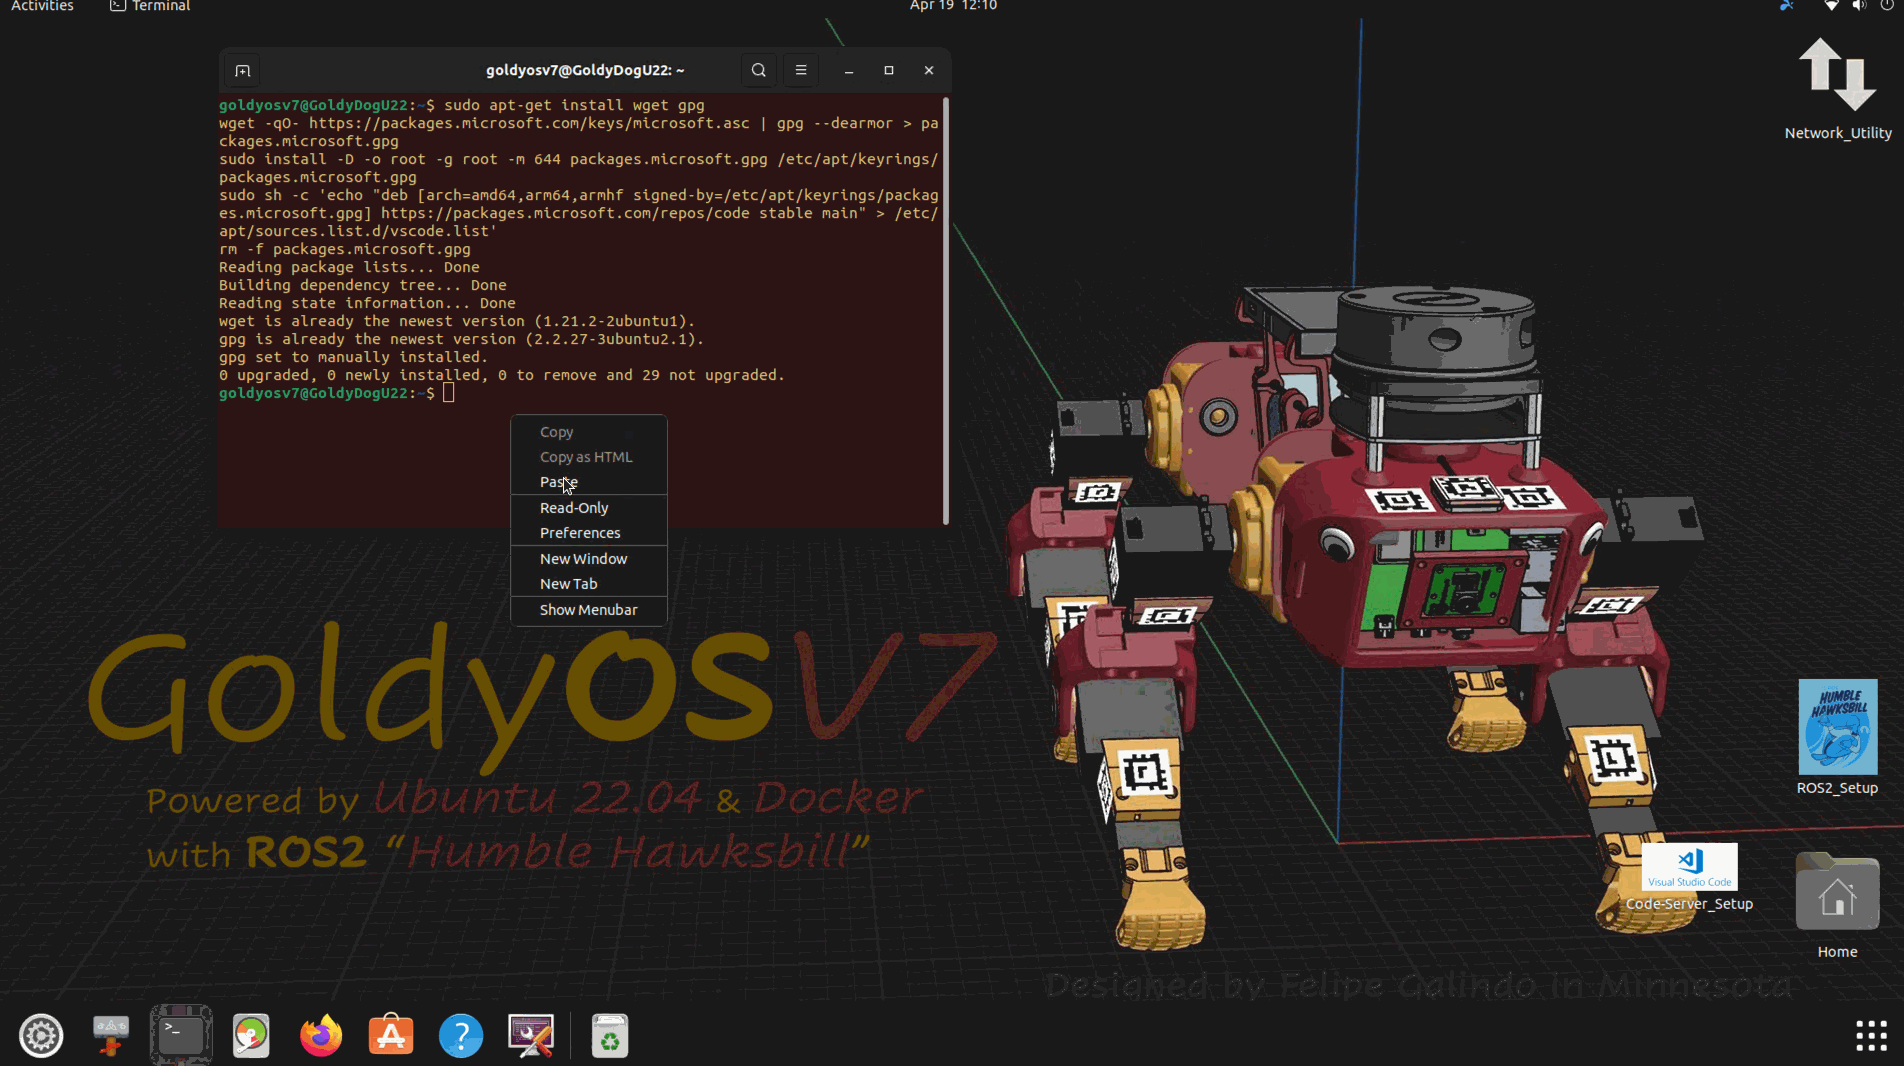 Activities
Terminal
Apr 19 12:10
goldyosv7@GoldyDogU22: ~
goldyosv7@GoldyDogU22:~$ sudo apt-get install wget gpg
wget -qO- https://packages.microsoft.com/keys/microsoft.asc | gpg --dearmor > pa
ckages.microsoft.gpg
sudo install -D -o root -g root -m 644 packages.microsoft.gpg /etc/apt/keyrings/
packages.microsoft.gpg
sudo sh -c 'echo "deb [arch=amd64,arm64,armhf signed-by=/etc/apt/keyrings/packag
es.microsoft.gpg] https://packages.microsoft.com/repos/code stable main" > /etc/
apt/sources.list.d/vscode.list'
rm -f packages.microsoft.gpg
Reading package lists... Done
Building dependency tree... Done
Reading state information... Done
wget is already the newest version (1.21.2-2ubuntu1).
gpg is already the newest version (2.2.27-3ubuntu2.1).
gpg set to manually installed.
0 upgraded, 0 newly installed, 0 to remove and 29 not upgraded.
goldyosv7@GoldyDogU22:~$
Copy
Copy as HTML
Paste
Read-Only
Preferences
New Window
New Tab
Show Menubar
Network_Utility
GoldyOSV7
Powered by Ubuntu 22.04 & Docker
with ROS2 "Humble Hawksbill"
HUMBLE
HAWKSBILL
ROS2_Setup
Visual Studio Code
Code-Server_Setup
Home
Designed by Felipe Galindo in Minnesota